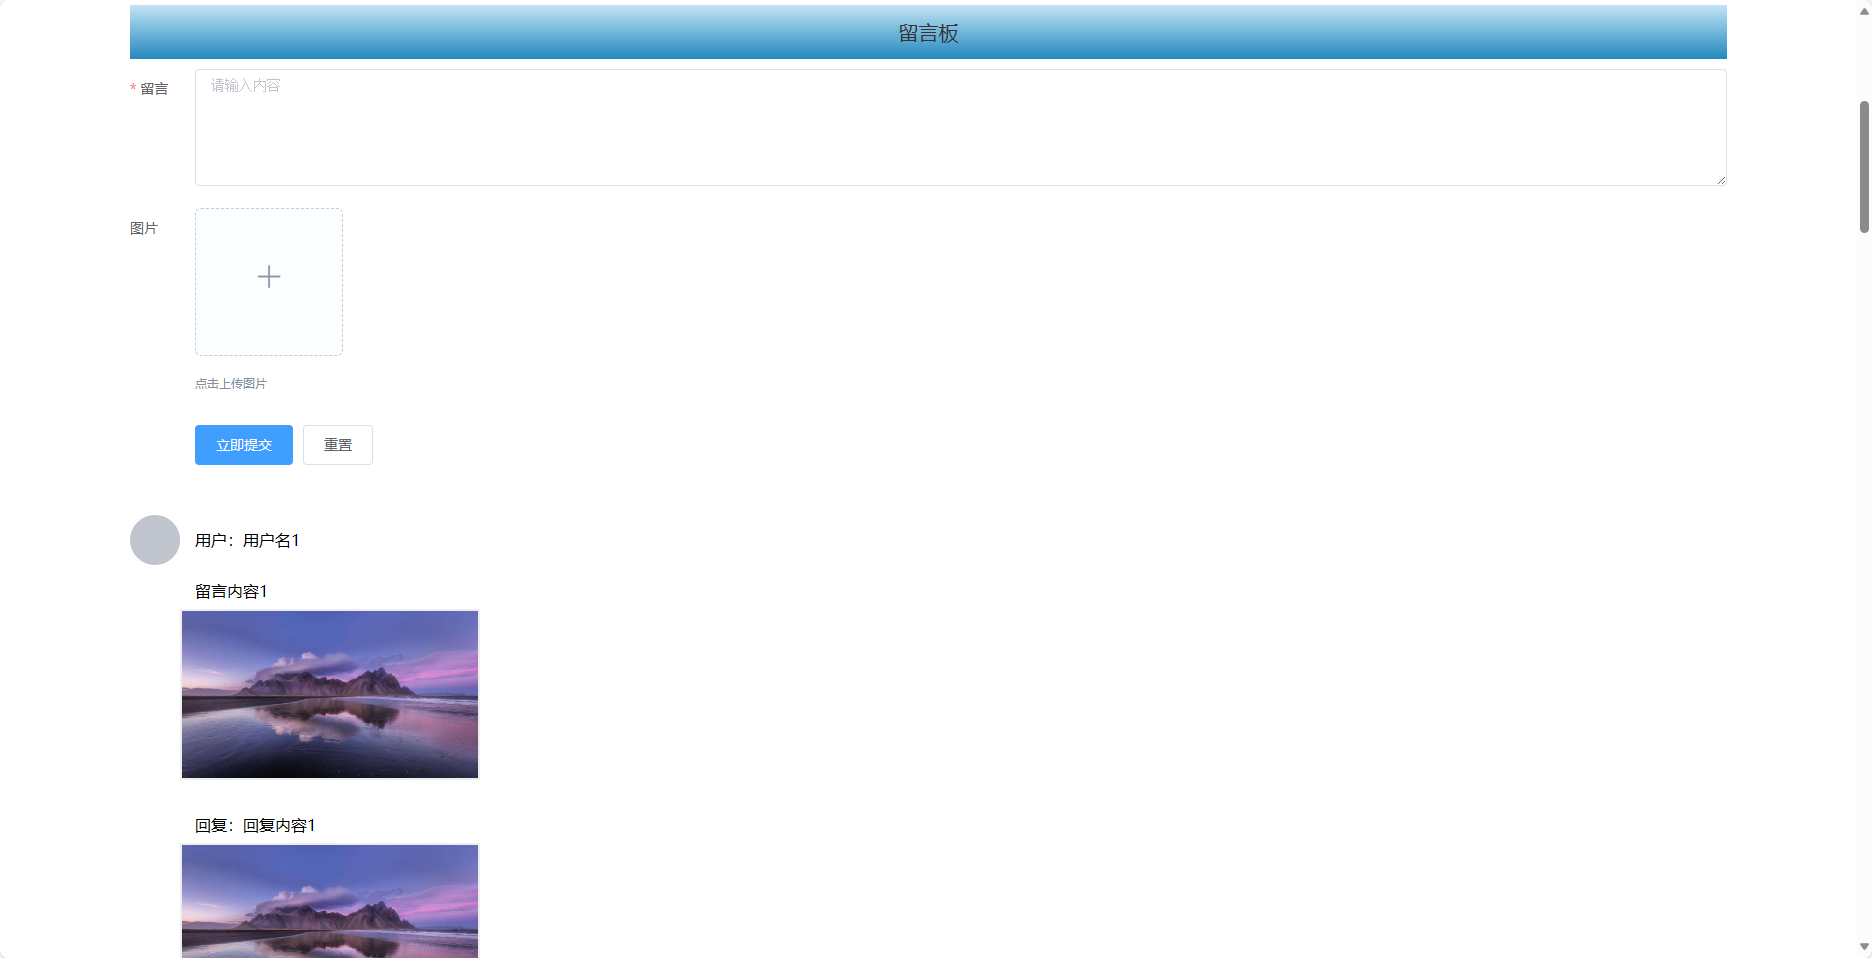 留言板
* 留言
请输入内容
图片
点击上传图片
立即提交 重置
用户：用户名1
留言内容1
回复：回复内容1